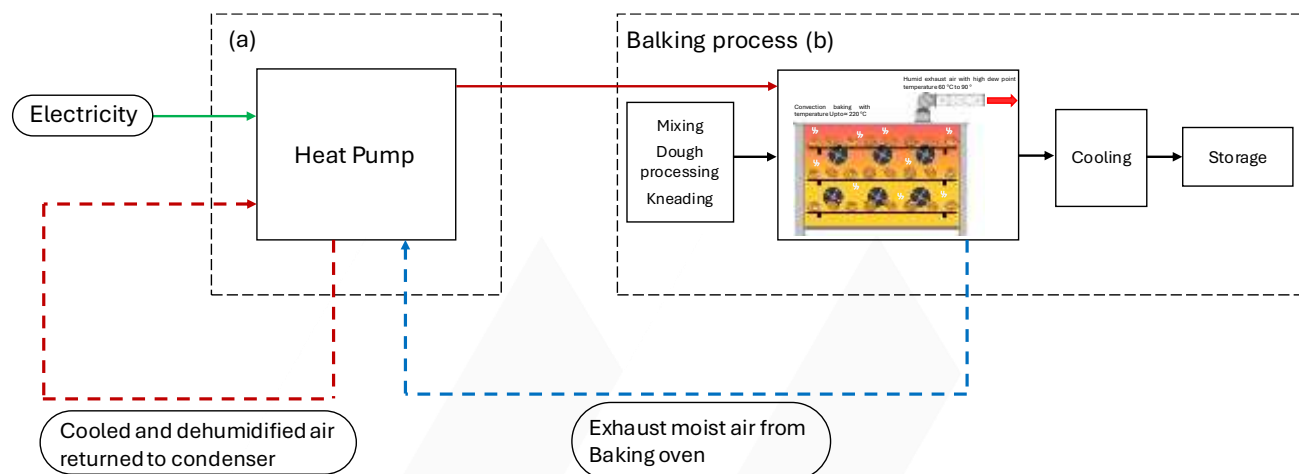 (a)
Balking process (b)
Electricity
Heat Pump
Mixing
Dough
processing
Kneading
Convection baking with
temperature Upto≈ 220 °C
Humid exhaust air with high dew point
temperature 60 °C to 90 °
Cooling
Storage
Cooled and dehumidified air
returned to condenser
Exhaust moist air from
Baking oven